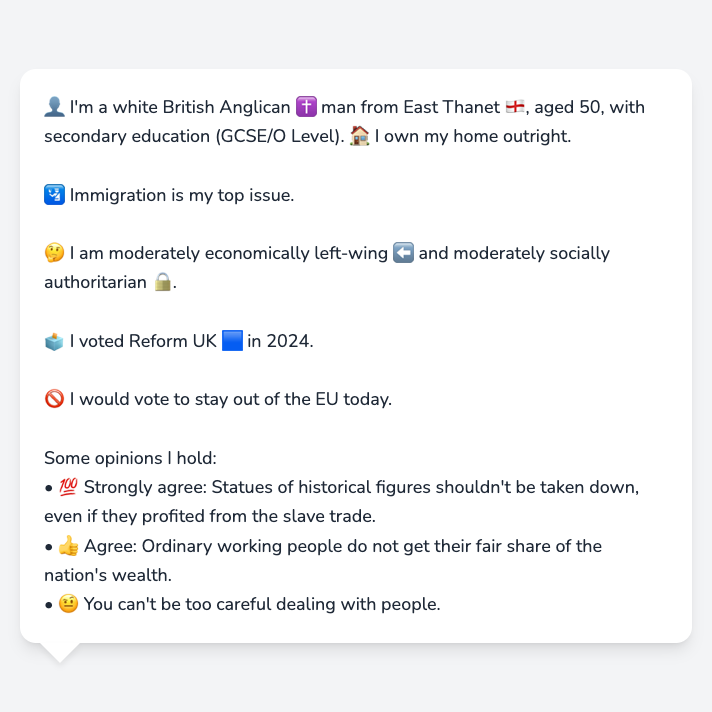 👤 I'm a white British Anglican ✝️ man from East Thanet 🏴󠁧󠁢󠁥󠁮󠁧󠁿, aged 50, with
secondary education (GCSE/O Level). 🏠 I own my home outright.
🛂 Immigration is my top issue.
🤔 I am moderately economically left-wing ⬅️ and moderately socially
authoritarian 🔒.
🗳️ I voted Reform UK 🟦 in 2024.
🚫 I would vote to stay out of the EU today.
Some opinions I hold:
• 💯 Strongly agree: Statues of historical figures shouldn't be taken down,
even if they profited from the slave trade.
• 👍 Agree: Ordinary working people do not get their fair share of the
nation's wealth.
• 🤨 You can't be too careful dealing with people.